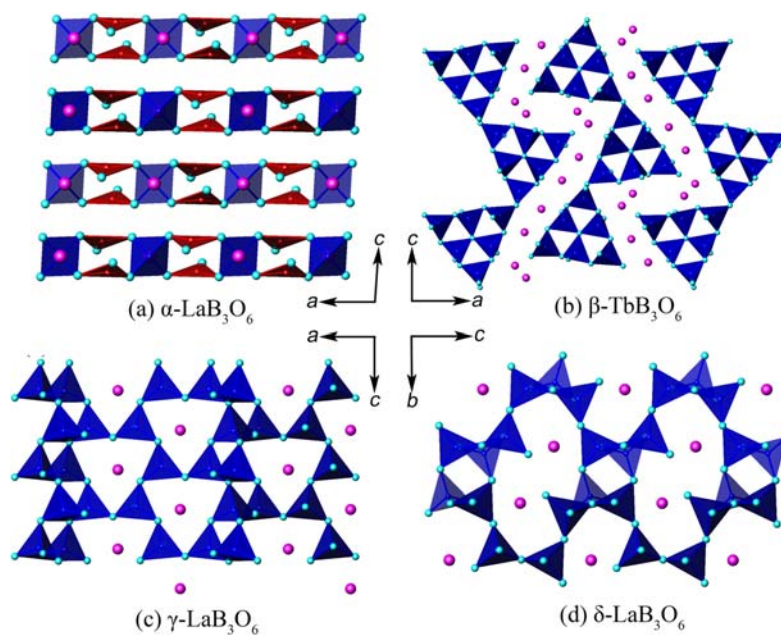 c
c
a
a
(a) α-LaB₃O₆
(b) β-TbB₃O₆
a
c
c
b
(c) γ-LaB₃O₆
(d) δ-LaB₃O₆